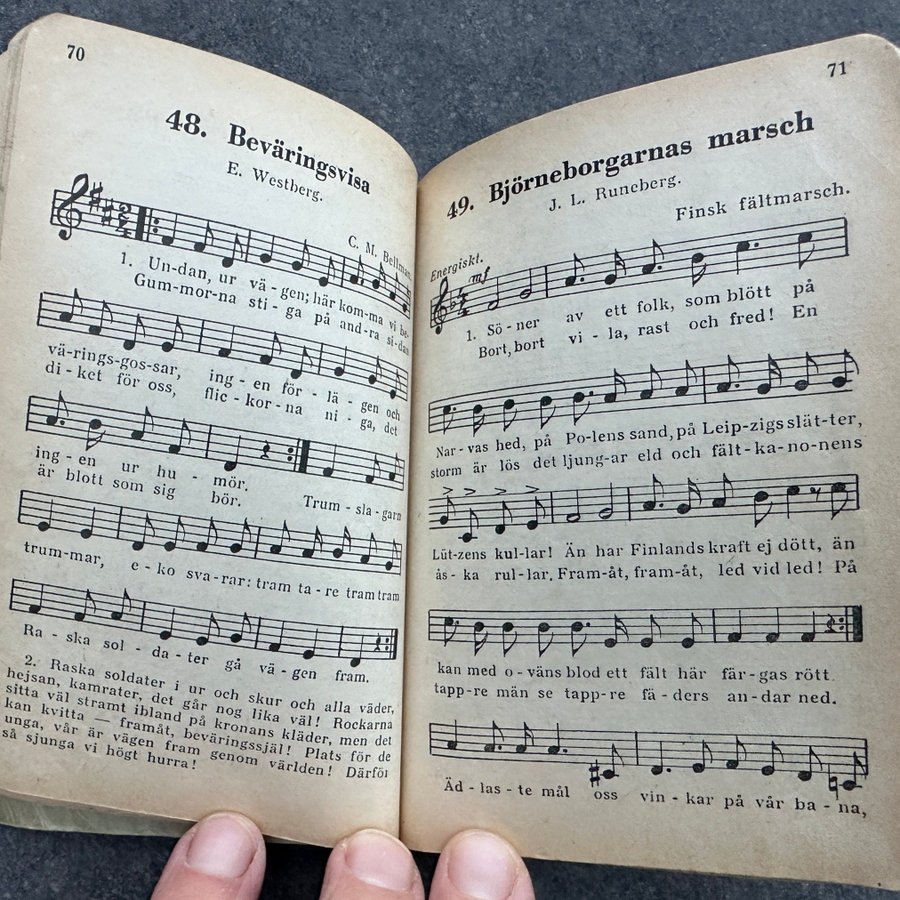 70
48. Beväringsvisa
E. Westberg.
C. M. Bellman
1. Un-dan, ur vä - gen; här kom-ma vi be-
Gum-mor-na sti - ga på and-ra si-dan
vä-rings-gos-sar, ing - en för - lä - gen och
di - ket för oss, flic - kor - na ni - ga, det
ing - en ur hu - mör.
är blott som sig bör. Trum - sla-garn
trum-mar, e - ko sva-rar: tram ta - re tram tram
Ra - ska sol - da - ter gå vä - gen fram.
2. Raska soldater i ur och skur och alla väder,
hejsan, kamrater, det går nog lika väl! Rockarna
sitta väl stramt ibland på kronans kläder, men det
kan kvitta — framåt, beväringssjäl! Plats för de
unga, vår är vägen fram genom världen! Därför
så sjunga vi högt hurra!
71
49. Björneborgarnas marsch
J. L. Runeberg.
Finsk fältmarsch.
Energiskt.
mf
1. Sö - ner av ett folk, som blött på
Bort, bort vi - la, rast och fred! En
Nar - vas hed, på Po-lens sand, på Leip-zigs slät-ter,
storm är lös det ljung-ar eld och fält-ka-no-nens
Lüt-zens kul-lar! Än har Finlands kraft ej dött, än
ås - ka rul-lar. Fram-åt, fram-åt, led vid led! På
kan med o - väns blod ett fält här fär-gas rött.
tapp-re män se tapp-re fä - ders an-dar ned.
Äd - las - te mål oss vin - kar på vår ba - na,